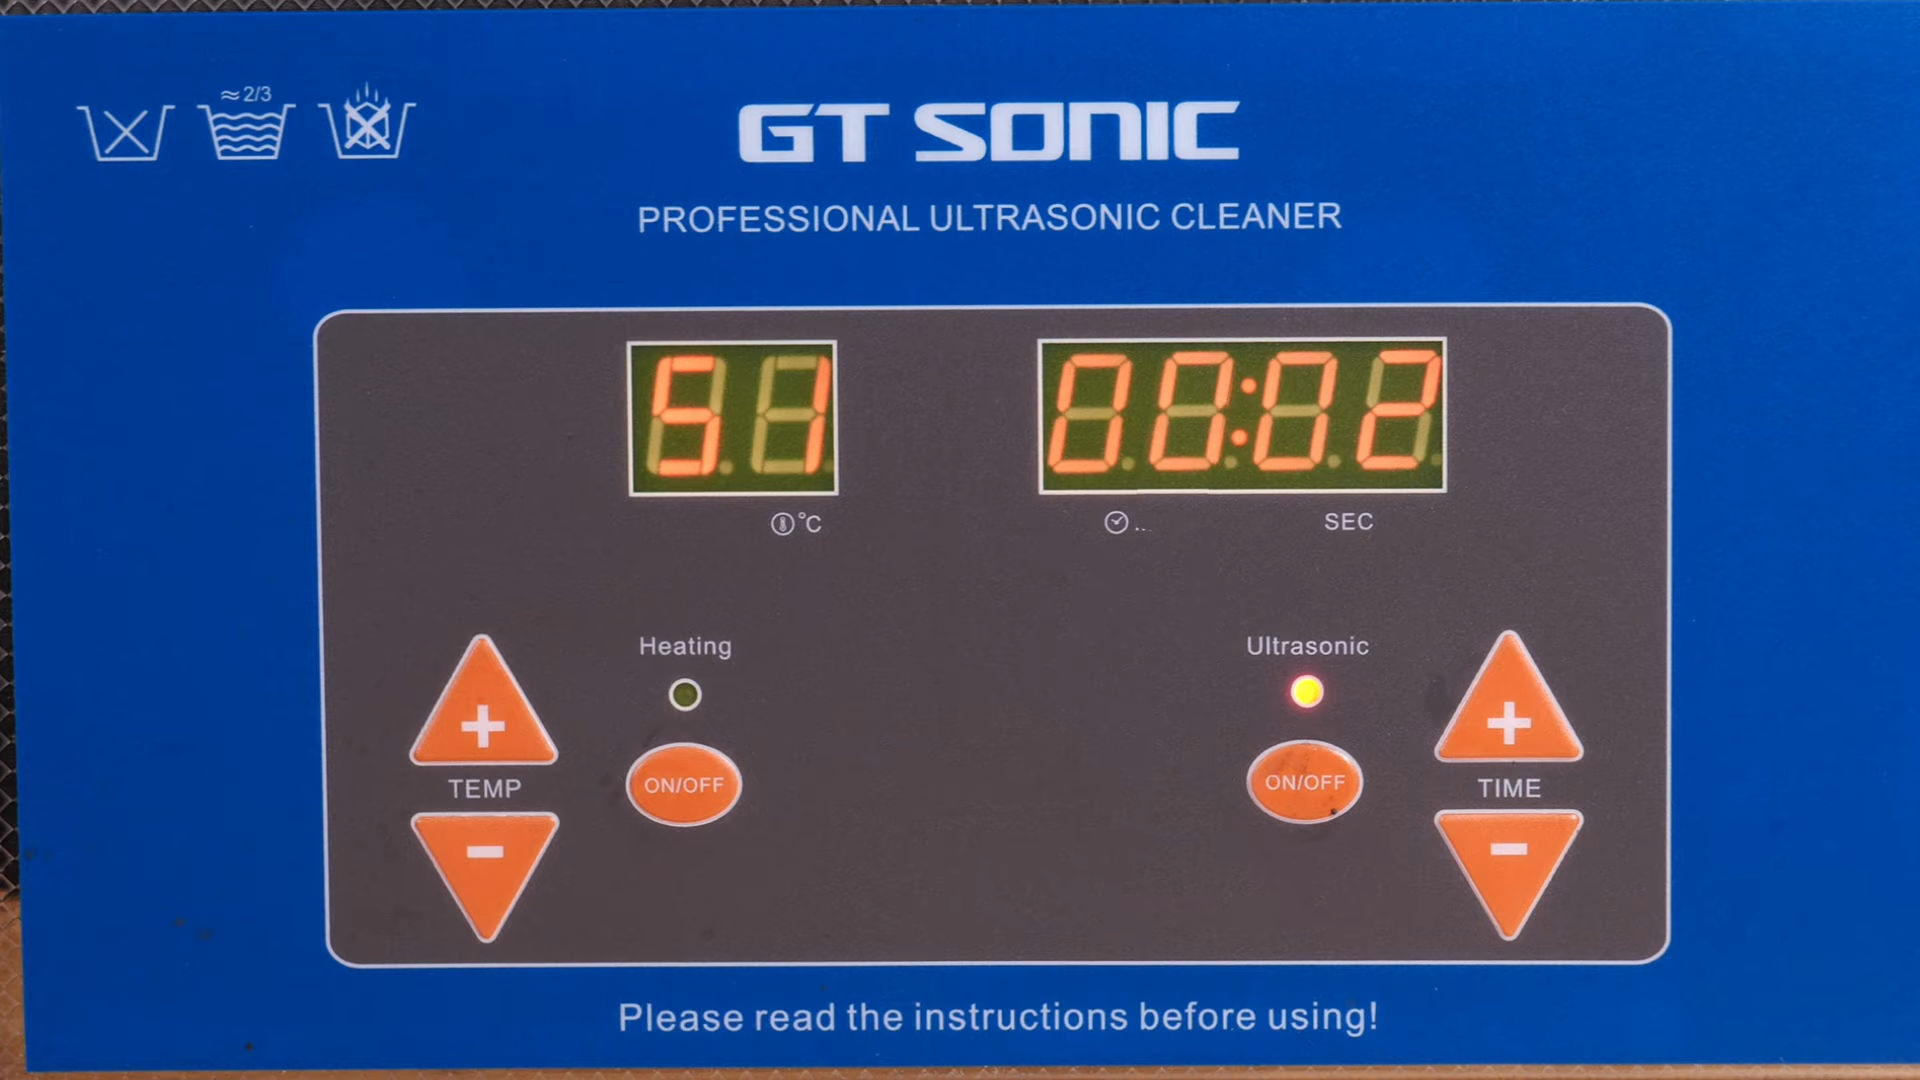 ≈2/3
GT SONIC
PROFESSIONAL ULTRASONIC CLEANER
51
00:02
°C
SEC
Heating
Ultrasonic
+
+
ON/OFF
ON/OFF
TEMP
TIME
-
-
Please read the instructions before using!